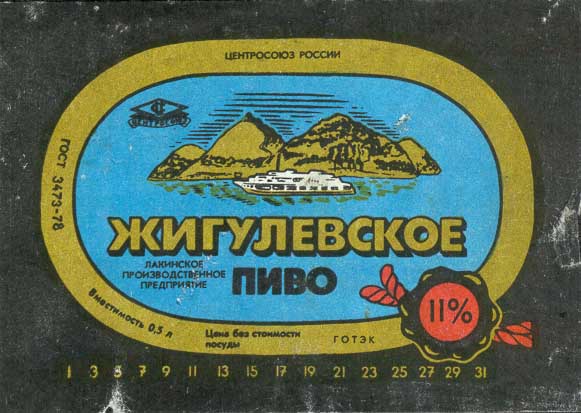 ЦЕНТРОСОЮЗ РОССИИ
ЦЕНТРОСОЮЗ
ГОСТ 3473-78
ЖИГУЛЕВСКОЕ
ПИВО
ЛАКИНСКОЕ
ПРОИЗВОДСТВЕННОЕ
ПРЕДПРИЯТИЕ
11%
Вместимость 0,5 л
Цена без стоимости
посуды
ГОТЭК
1 3 5 7 9 11 13 15 17 19 21 23 25 27 29 31